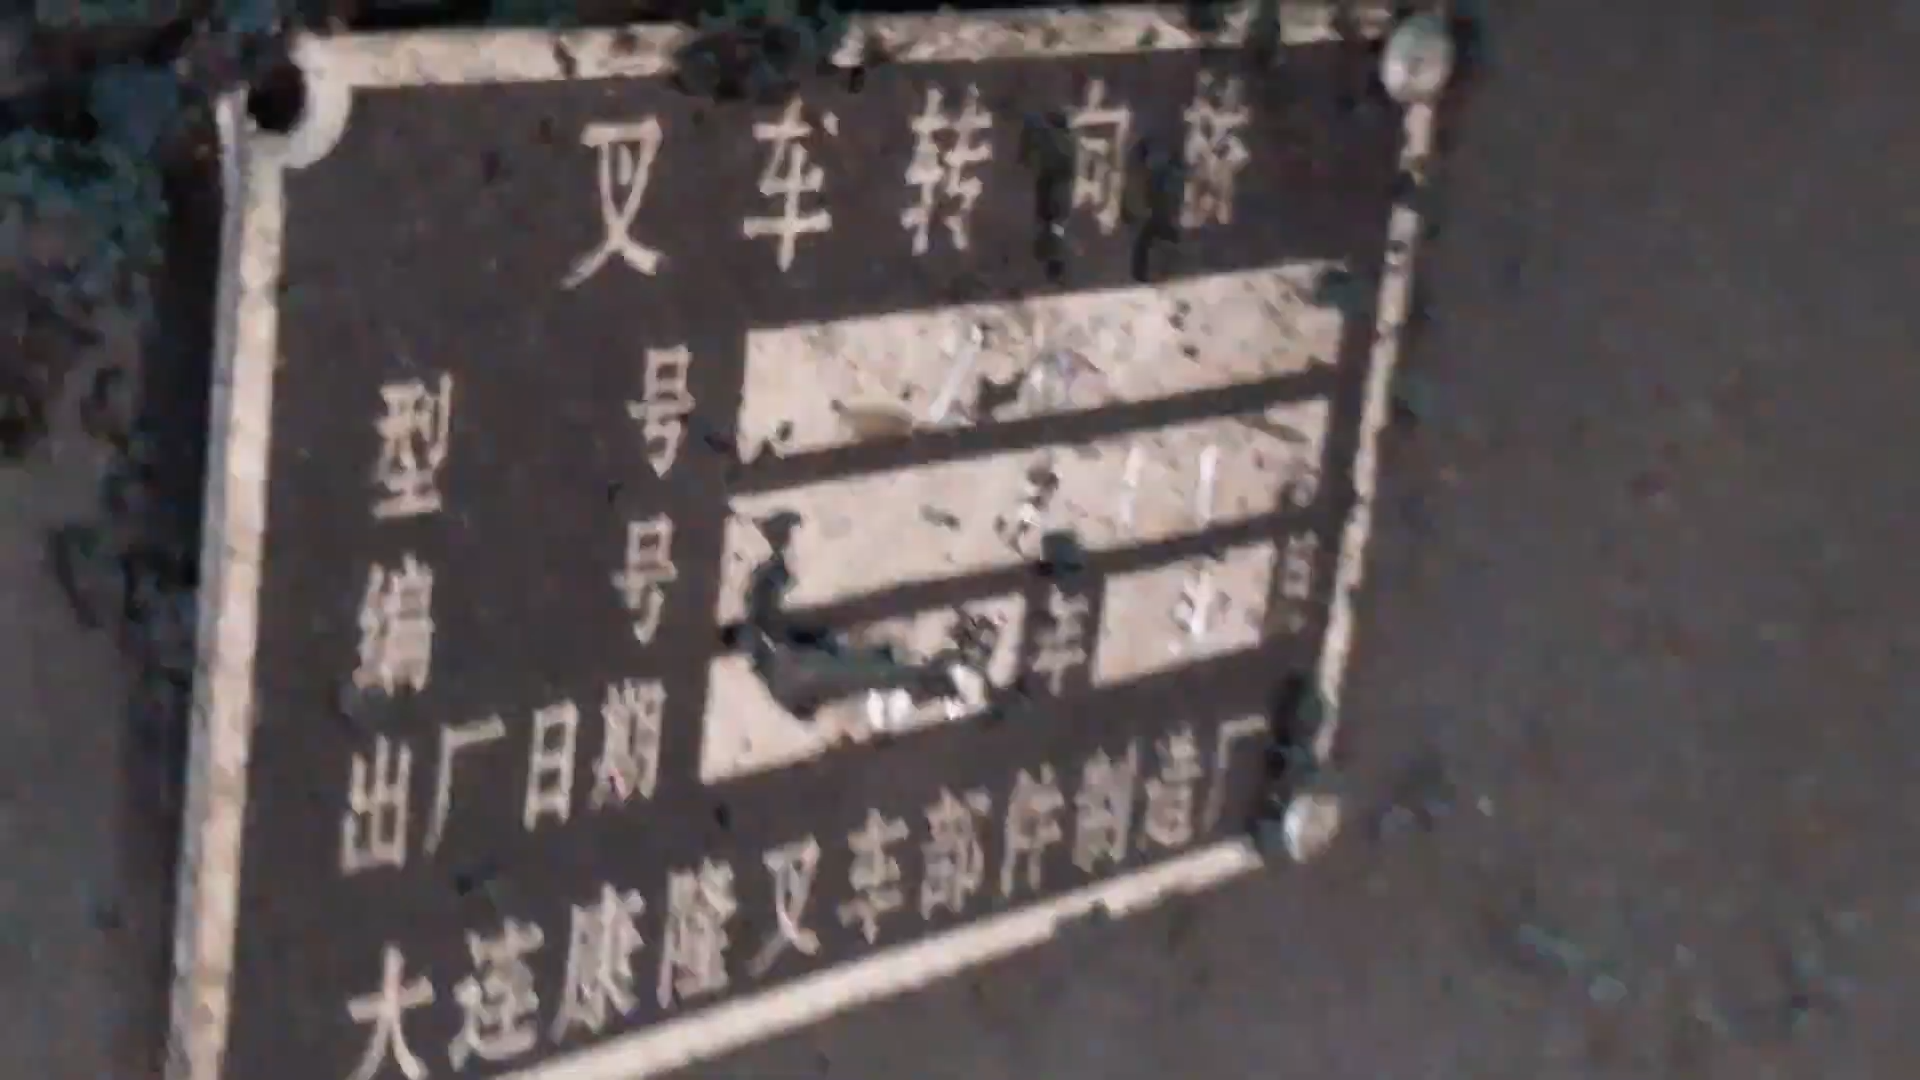 叉车转向桥
型号
编号
出厂日期 年
大连康隆叉车部件制造厂